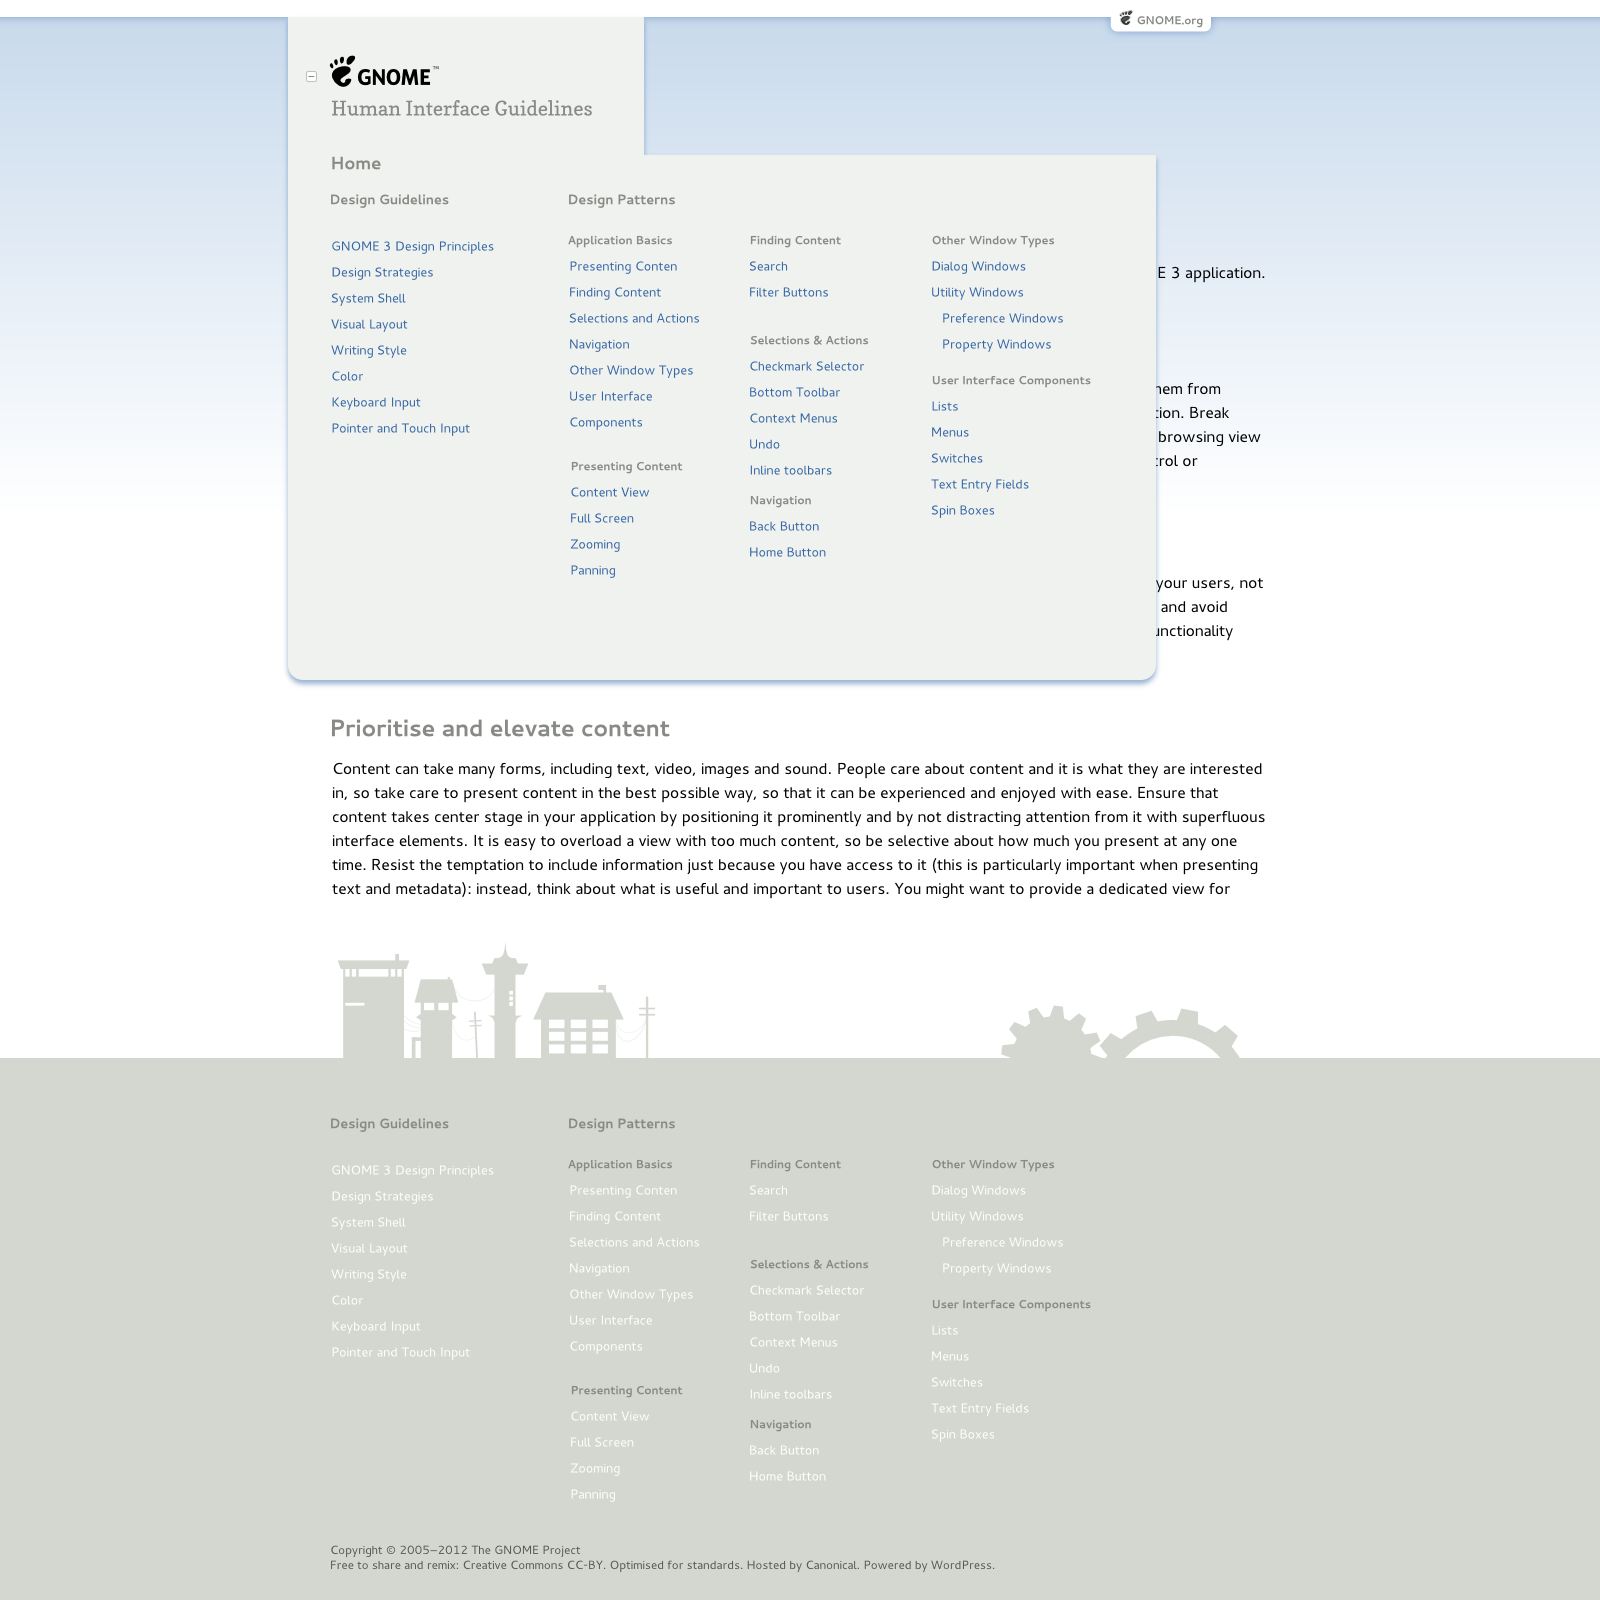 GNOME.org
GNOME™
Human Interface Guidelines
Home
Design Guidelines
GNOME 3 Design Principles
Design Strategies
System Shell
Visual Layout
Writing Style
Color
Keyboard Input
Pointer and Touch Input
Design Patterns
Application Basics
Presenting Conten
Finding Content
Selections and Actions
Navigation
Other Window Types
User Interface
Components
Presenting Content
Content View
Full Screen
Zooming
Panning
Finding Content
Search
Filter Buttons
Selections & Actions
Checkmark Selector
Bottom Toolbar
Context Menus
Undo
Inline toolbars
Navigation
Back Button
Home Button
Other Window Types
Dialog Windows
Utility Windows
Preference Windows
Property Windows
User Interface Components
Lists
Menus
Switches
Text Entry Fields
Spin Boxes
E 3 application.
from
Break
browsing view
or
your users, not
and avoid
Prioritise and elevate content
Content can take many forms, including text, video, images and sound. People care about content and it is what they are interested
in, so take care to present content in the best possible way, so that it can be experienced and enjoyed with ease. Ensure that
content takes center stage in your application by positioning it prominently and by not distracting attention from it with superfluous
interface elements. It is easy to overload a view with too much content, so be selective about how much you present at any one
time. Resist the temptation to include information just because you have access to it (this is particularly important when presenting
text and metadata): instead, think about what is useful and important to users. You might want to provide a dedicated view for
Design Guidelines
GNOME 3 Design Principles
Design Strategies
System Shell
Visual Layout
Writing Style
Color
Keyboard Input
Pointer and Touch Input
Design Patterns
Application Basics
Presenting Conten
Finding Content
Selections and Actions
Navigation
Other Window Types
User Interface
Components
Presenting Content
Content View
Full Screen
Zooming
Panning
Finding Content
Search
Filter Buttons
Selections & Actions
Checkmark Selector
Bottom Toolbar
Context Menus
Undo
Inline toolbars
Navigation
Back Button
Home Button
Other Window Types
Dialog Windows
Utility Windows
Preference Windows
Property Windows
User Interface Components
Lists
Menus
Switches
Text Entry Fields
Spin Boxes
Copyright © 2005–2012 The GNOME Project
Free to share and remix: Creative Commons CC-BY. Optimised for standards. Hosted by Canonical. Powered by WordPress.